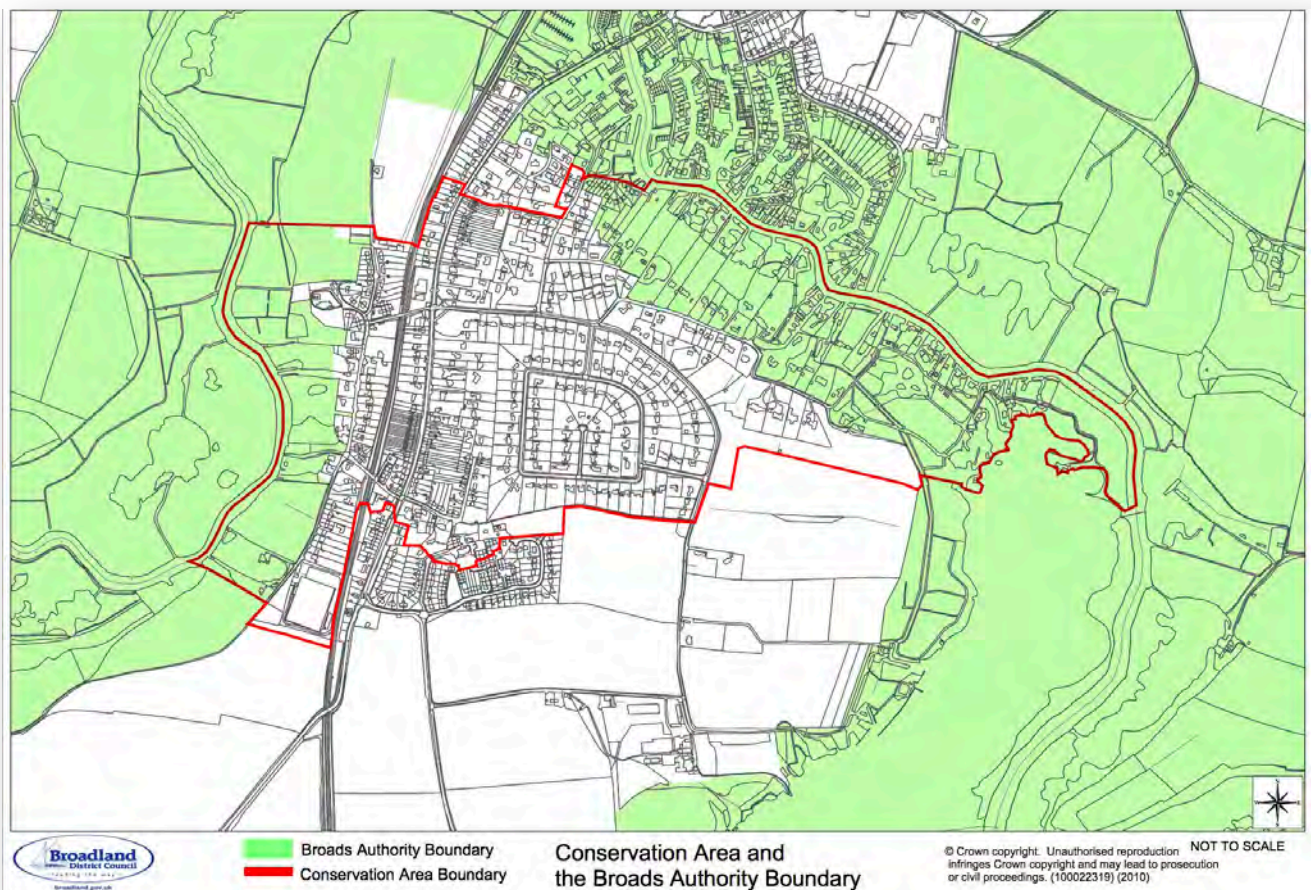 Broadland
District Council
broadland.gov.uk
Broads Authority Boundary
Conservation Area Boundary
Conservation Area and
the Broads Authority Boundary
© Crown copyright. Unauthorised reproduction
infringes Crown copyright and may lead to prosecution
or civil proceedings. (100022319) (2010)
NOT TO SCALE